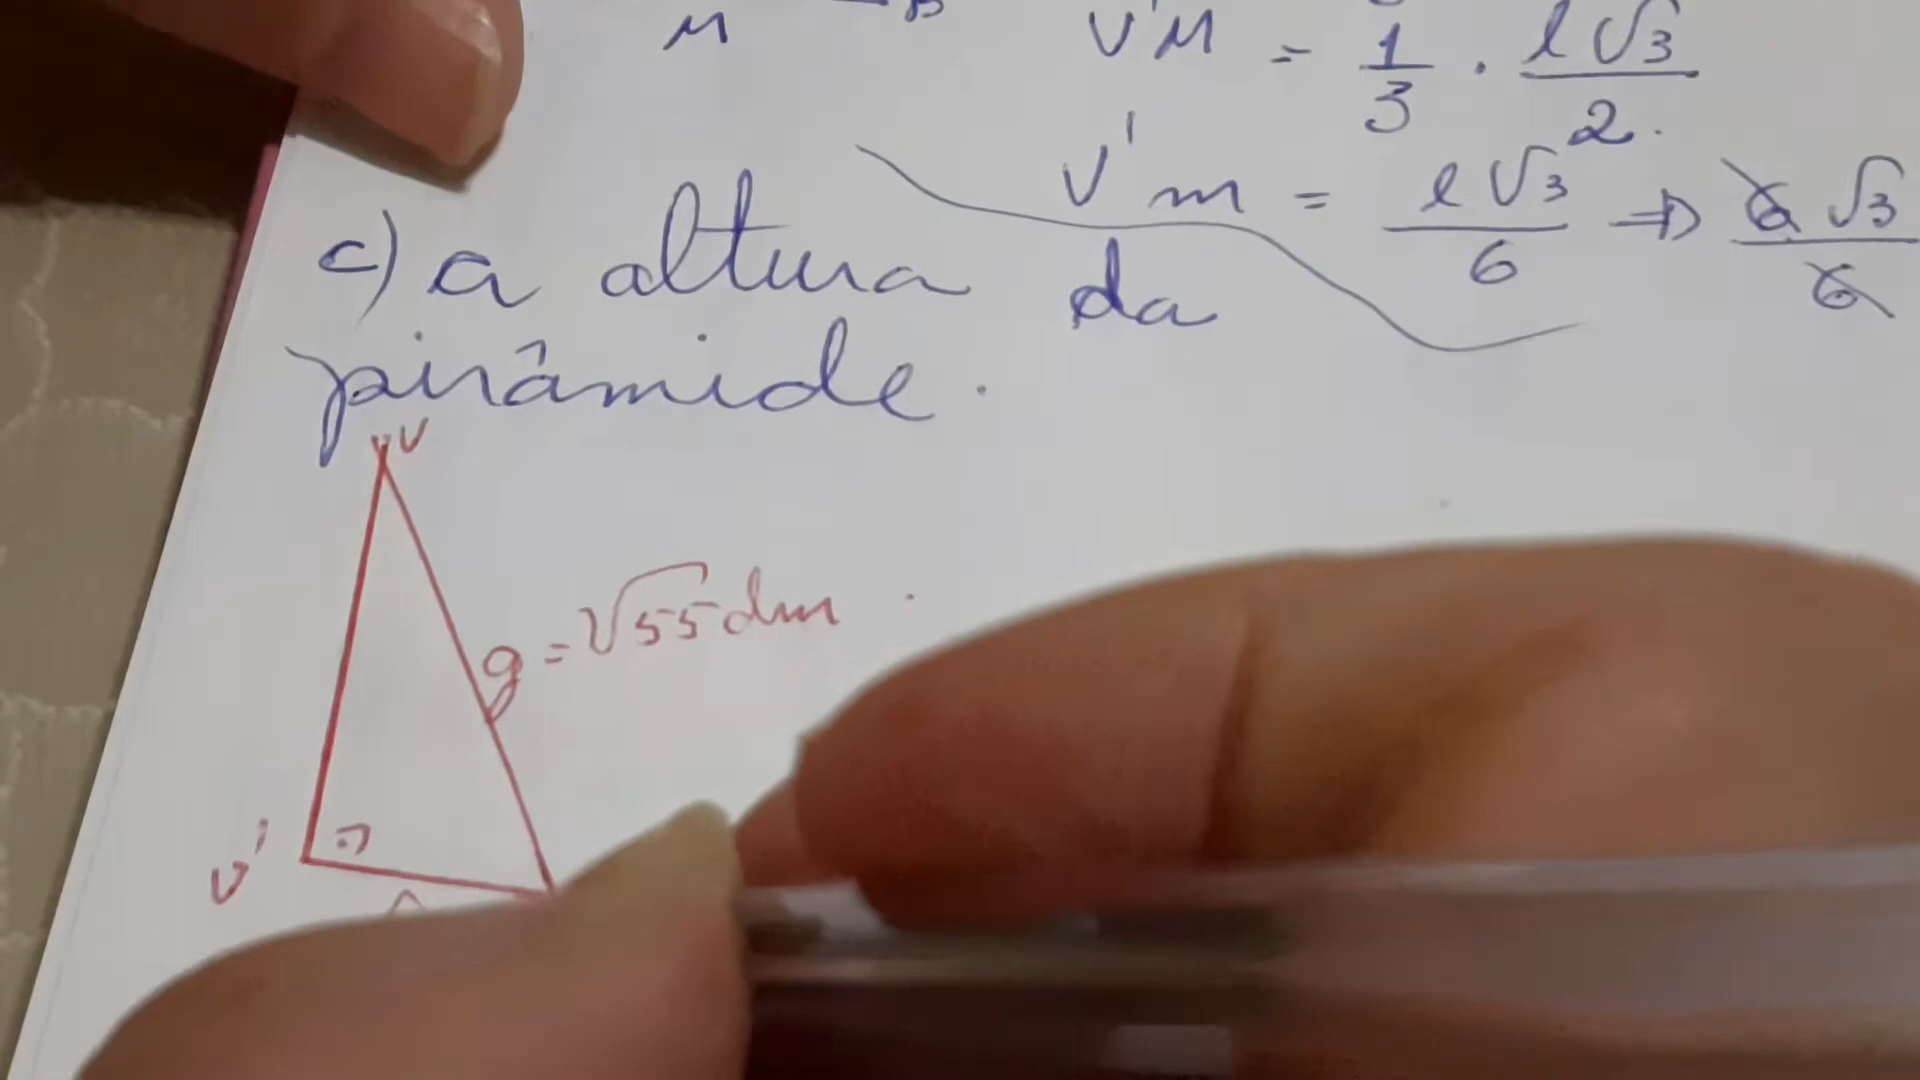 M
V'M = 1/3 · l√3/2.
V'm = l√3/6 ⇒ 6√3/6
c) a altura da
pirâmide.
V
g = √55 dm
V'